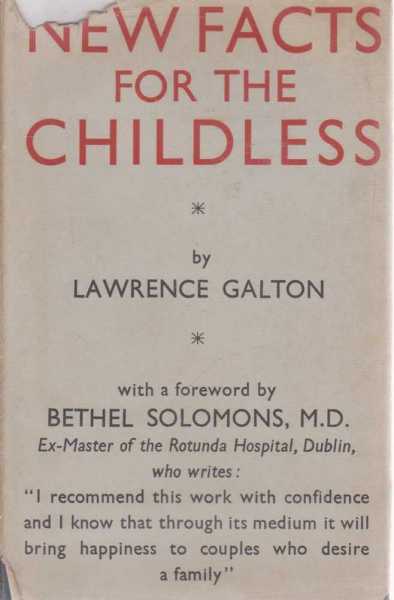 NEW FACTS
FOR THE
CHILDLESS
*
by
LAWRENCE GALTON
*
with a foreword by
BETHEL SOLOMONS, M.D.
Ex-Master of the Rotunda Hospital, Dublin,
who writes:
"I recommend this work with confidence
and I know that through its medium it will
bring happiness to couples who desire
a family"